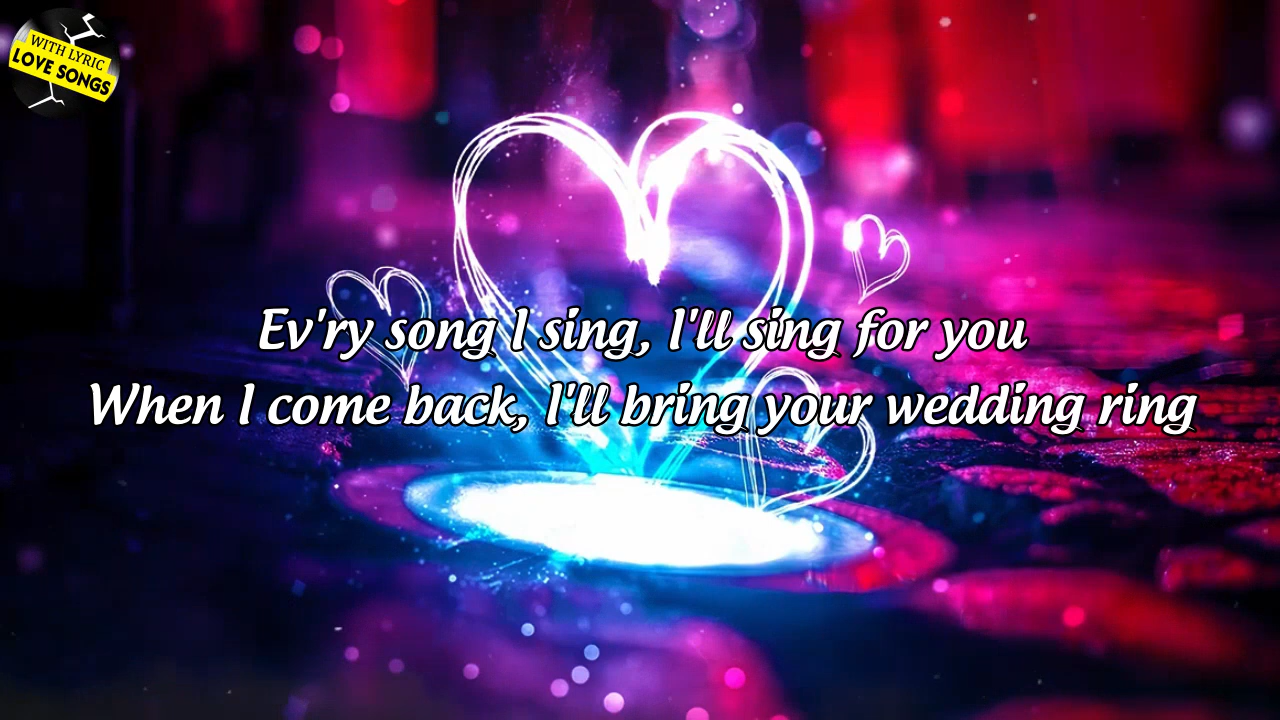 WITH LYRIC
LOVE SONGS
Ev'ry song I sing, I'll sing for you
When I come back, I'll bring your wedding ring